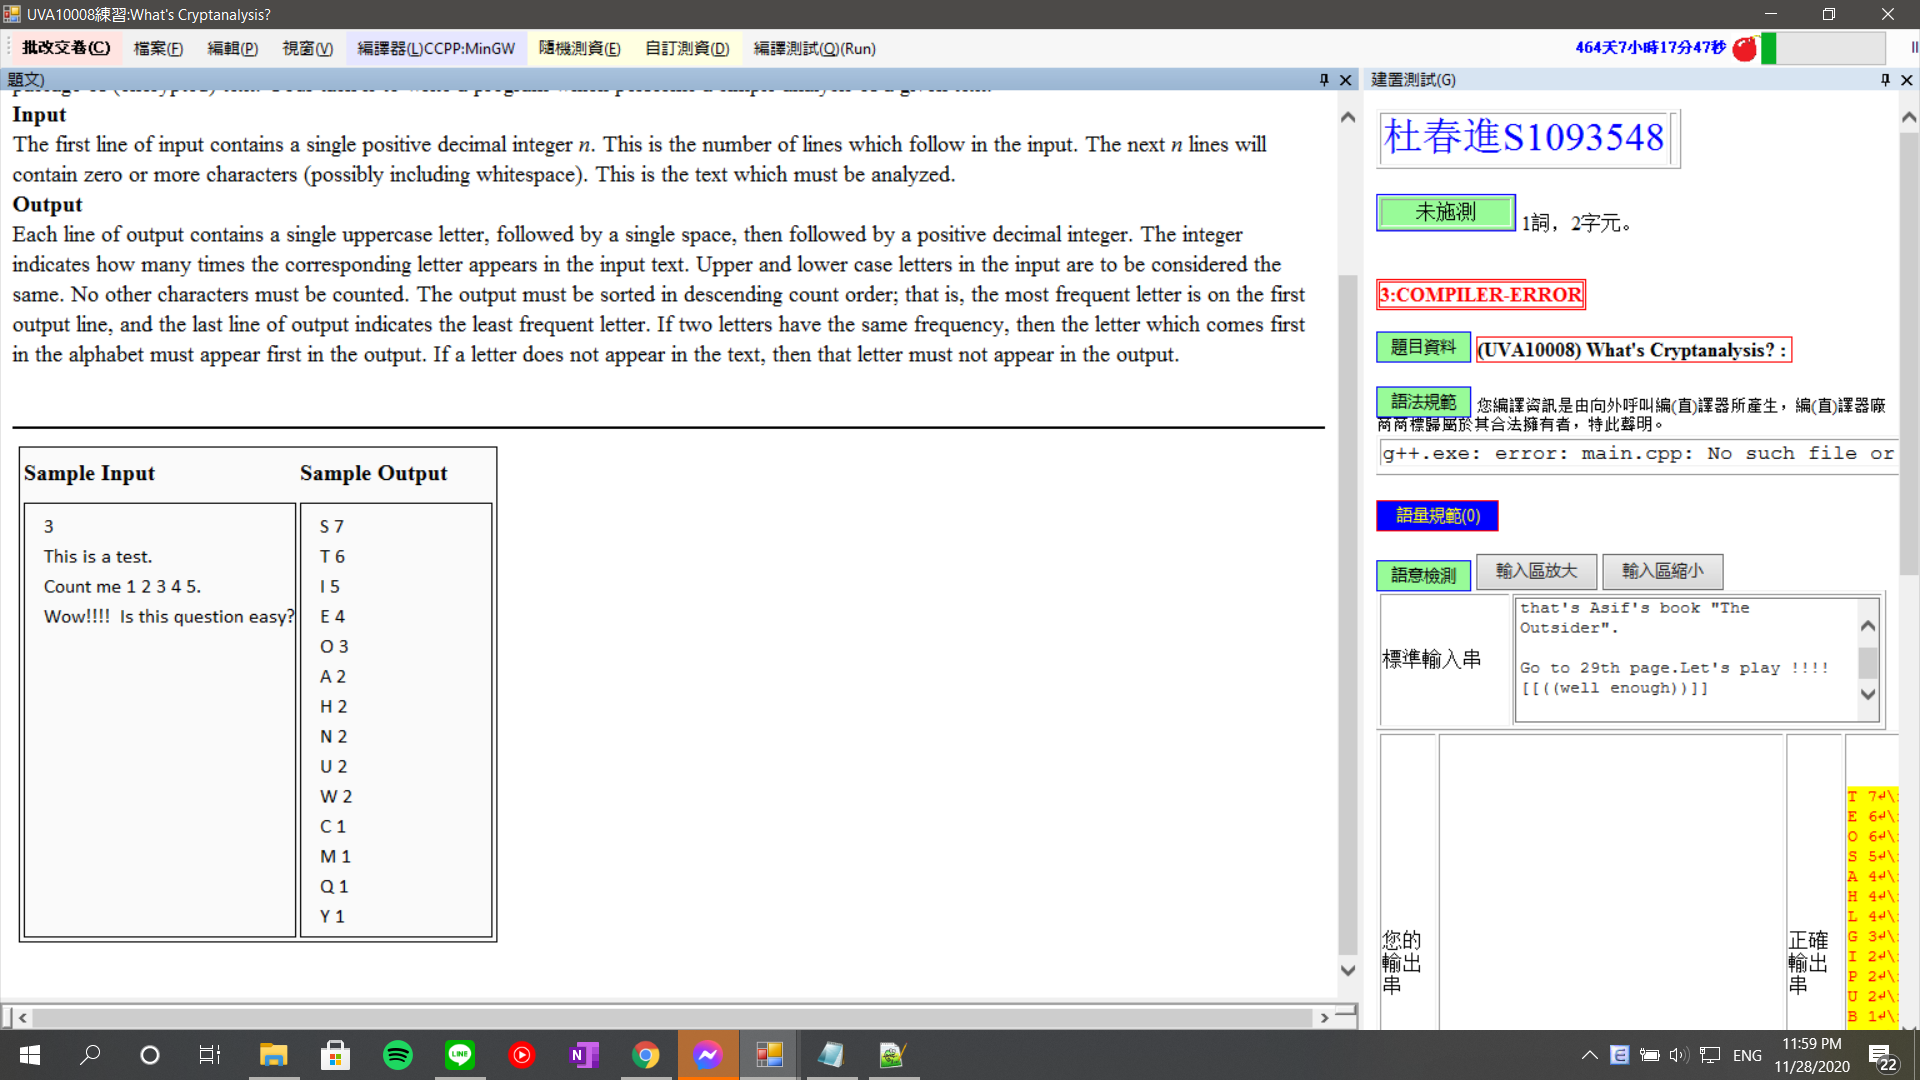 UVA10008練習:What's Cryptanalysis?
批改交卷(C) 檔案(F) 編輯(P) 視窗(V) 編譯器(L)CCPP:MinGW 隨機測資(E) 自訂測資(D) 編譯測試(Q)(Run) 464天7小時17分47秒
題文)
Input
The first line of input contains a single positive decimal integer n. This is the number of lines which follow in the input. The next n lines will
contain zero or more characters (possibly including whitespace). This is the text which must be analyzed.
Output
Each line of output contains a single uppercase letter, followed by a single space, then followed by a positive decimal integer. The integer
indicates how many times the corresponding letter appears in the input text. Upper and lower case letters in the input are to be considered the
same. No other characters must be counted. The output must be sorted in descending count order; that is, the most frequent letter is on the first
output line, and the last line of output indicates the least frequent letter. If two letters have the same frequency, then the letter which comes first
in the alphabet must appear first in the output. If a letter does not appear in the text, then that letter must not appear in the output.
Sample Input
3
This is a test.
Count me 1 2 3 4 5.
Wow!!!!  Is this question easy?
Sample Output
S 7
T 6
I 5
E 4
O 3
A 2
H 2
N 2
U 2
W 2
C 1
M 1
Q 1
Y 1
建置測試(G)
杜春進S1093548
未施測 1詞，2字元。
3:COMPILER-ERROR
題目資料 (UVA10008) What's Cryptanalysis? :
語法規範 您編譯資訊是由向外呼叫編(直)譯器所產生，編(直)譯器廠
商商標歸屬於其合法擁有者，特此聲明。
g++.exe: error: main.cpp: No such file or
語量規範(0)
語意檢測 輸入區放大 輸入區縮小
標準輸入串
that's Asif's book "The
Outsider".
Go to 29th page.Let's play !!!!
[[((well enough))]]
您的
輸出
串
正確
輸出
串
T 7↵\
E 6↵\
O 6↵\
S 5↵\
A 4↵\
H 4↵\
L 4↵\
G 3↵\
I 2↵\
P 2↵\
U 2↵\
B 1↵\
LINE
N
ENG
11:59 PM
11/28/2020
22